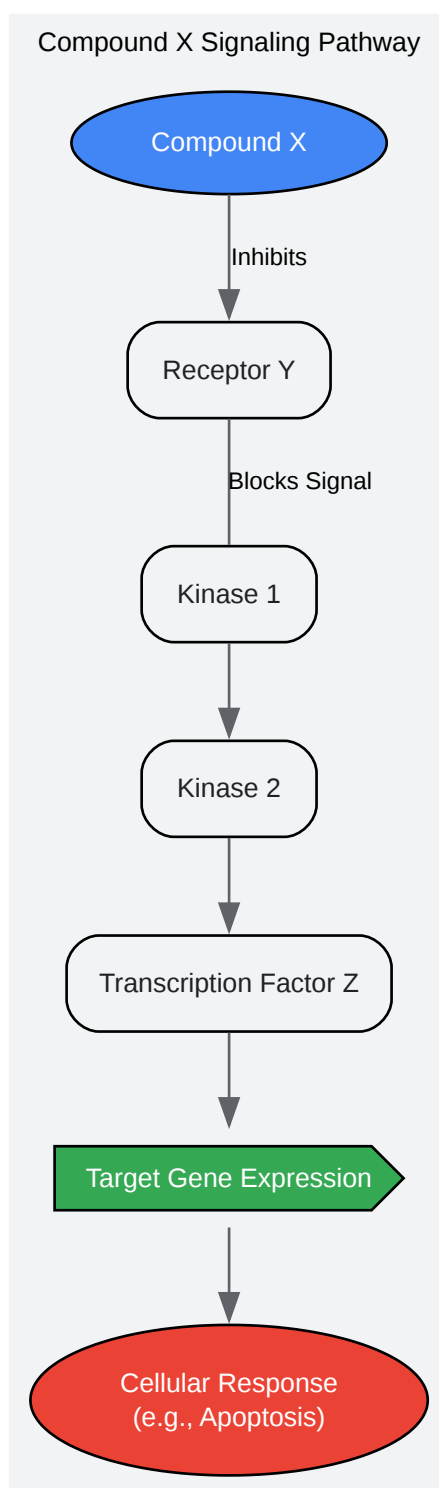 Compound X Signaling Pathway
Compound X
Inhibits
Receptor Y
Blocks Signal
Kinase 1
Kinase 2
Transcription Factor Z
Target Gene Expression
Cellular Response
(e.g., Apoptosis)